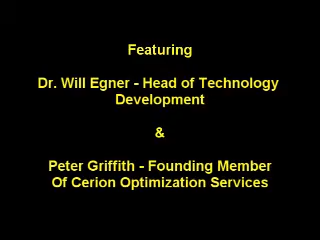 Featuring
Dr. Will Egner - Head of Technology
Development
&
Peter Griffith - Founding Member
Of Cerion Optimization Services